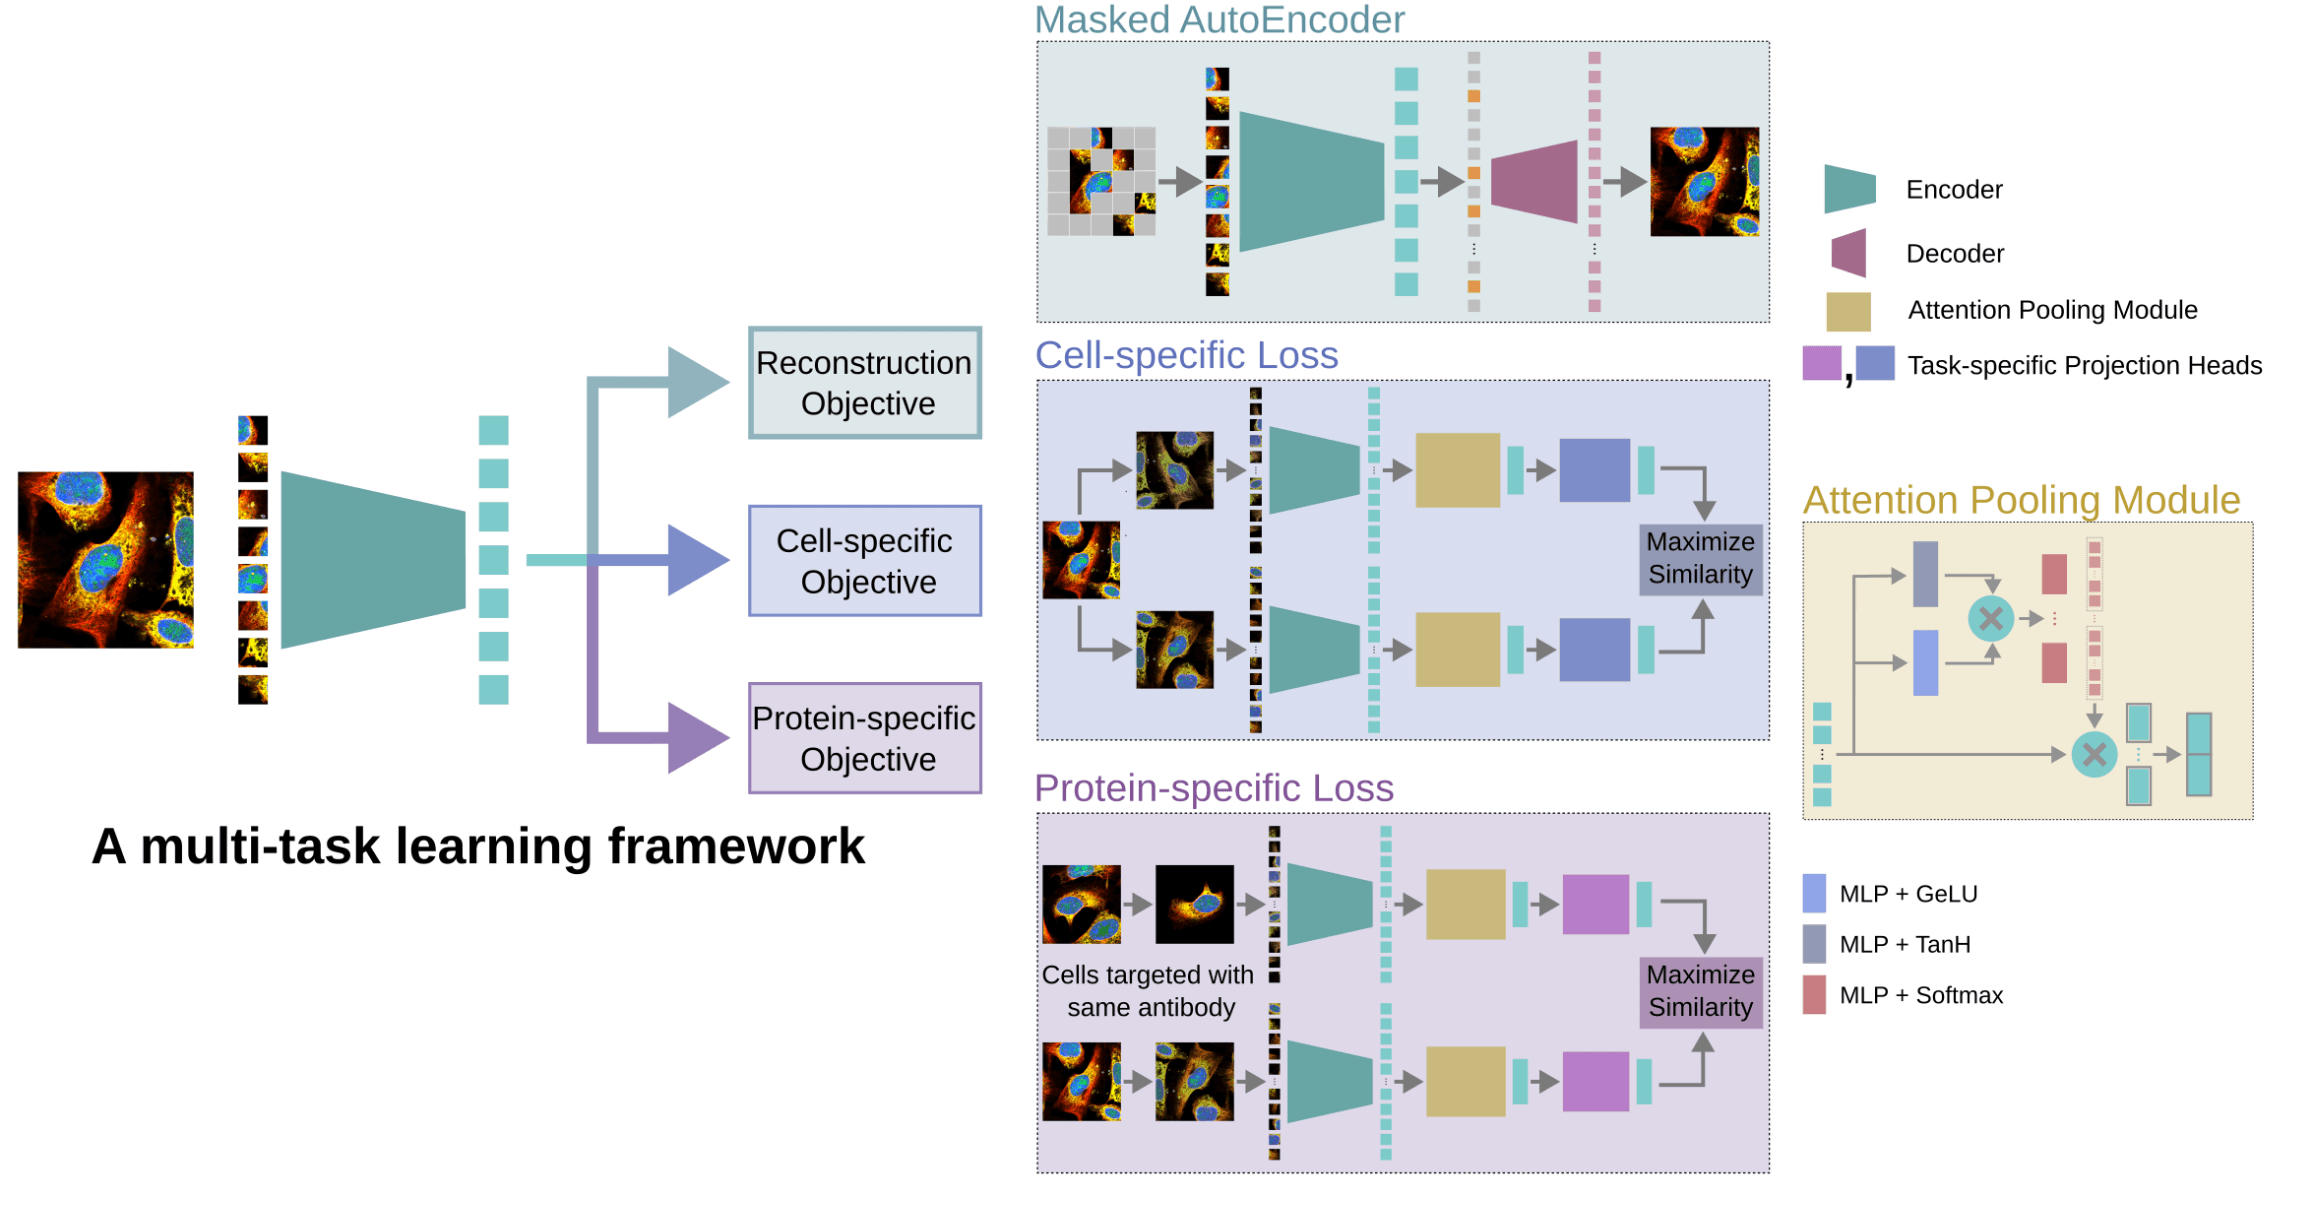 Masked AutoEncoder
Reconstruction
Objective
Cell-specific
Objective
Protein-specific
Objective
A multi-task learning framework
Cell-specific Loss
Maximize
Similarity
Protein-specific Loss
Cells targeted with
same antibody
Maximize
Similarity
Encoder
Decoder
Attention Pooling Module
, Task-specific Projection Heads
Attention Pooling Module
MLP + GeLU
MLP + TanH
MLP + Softmax